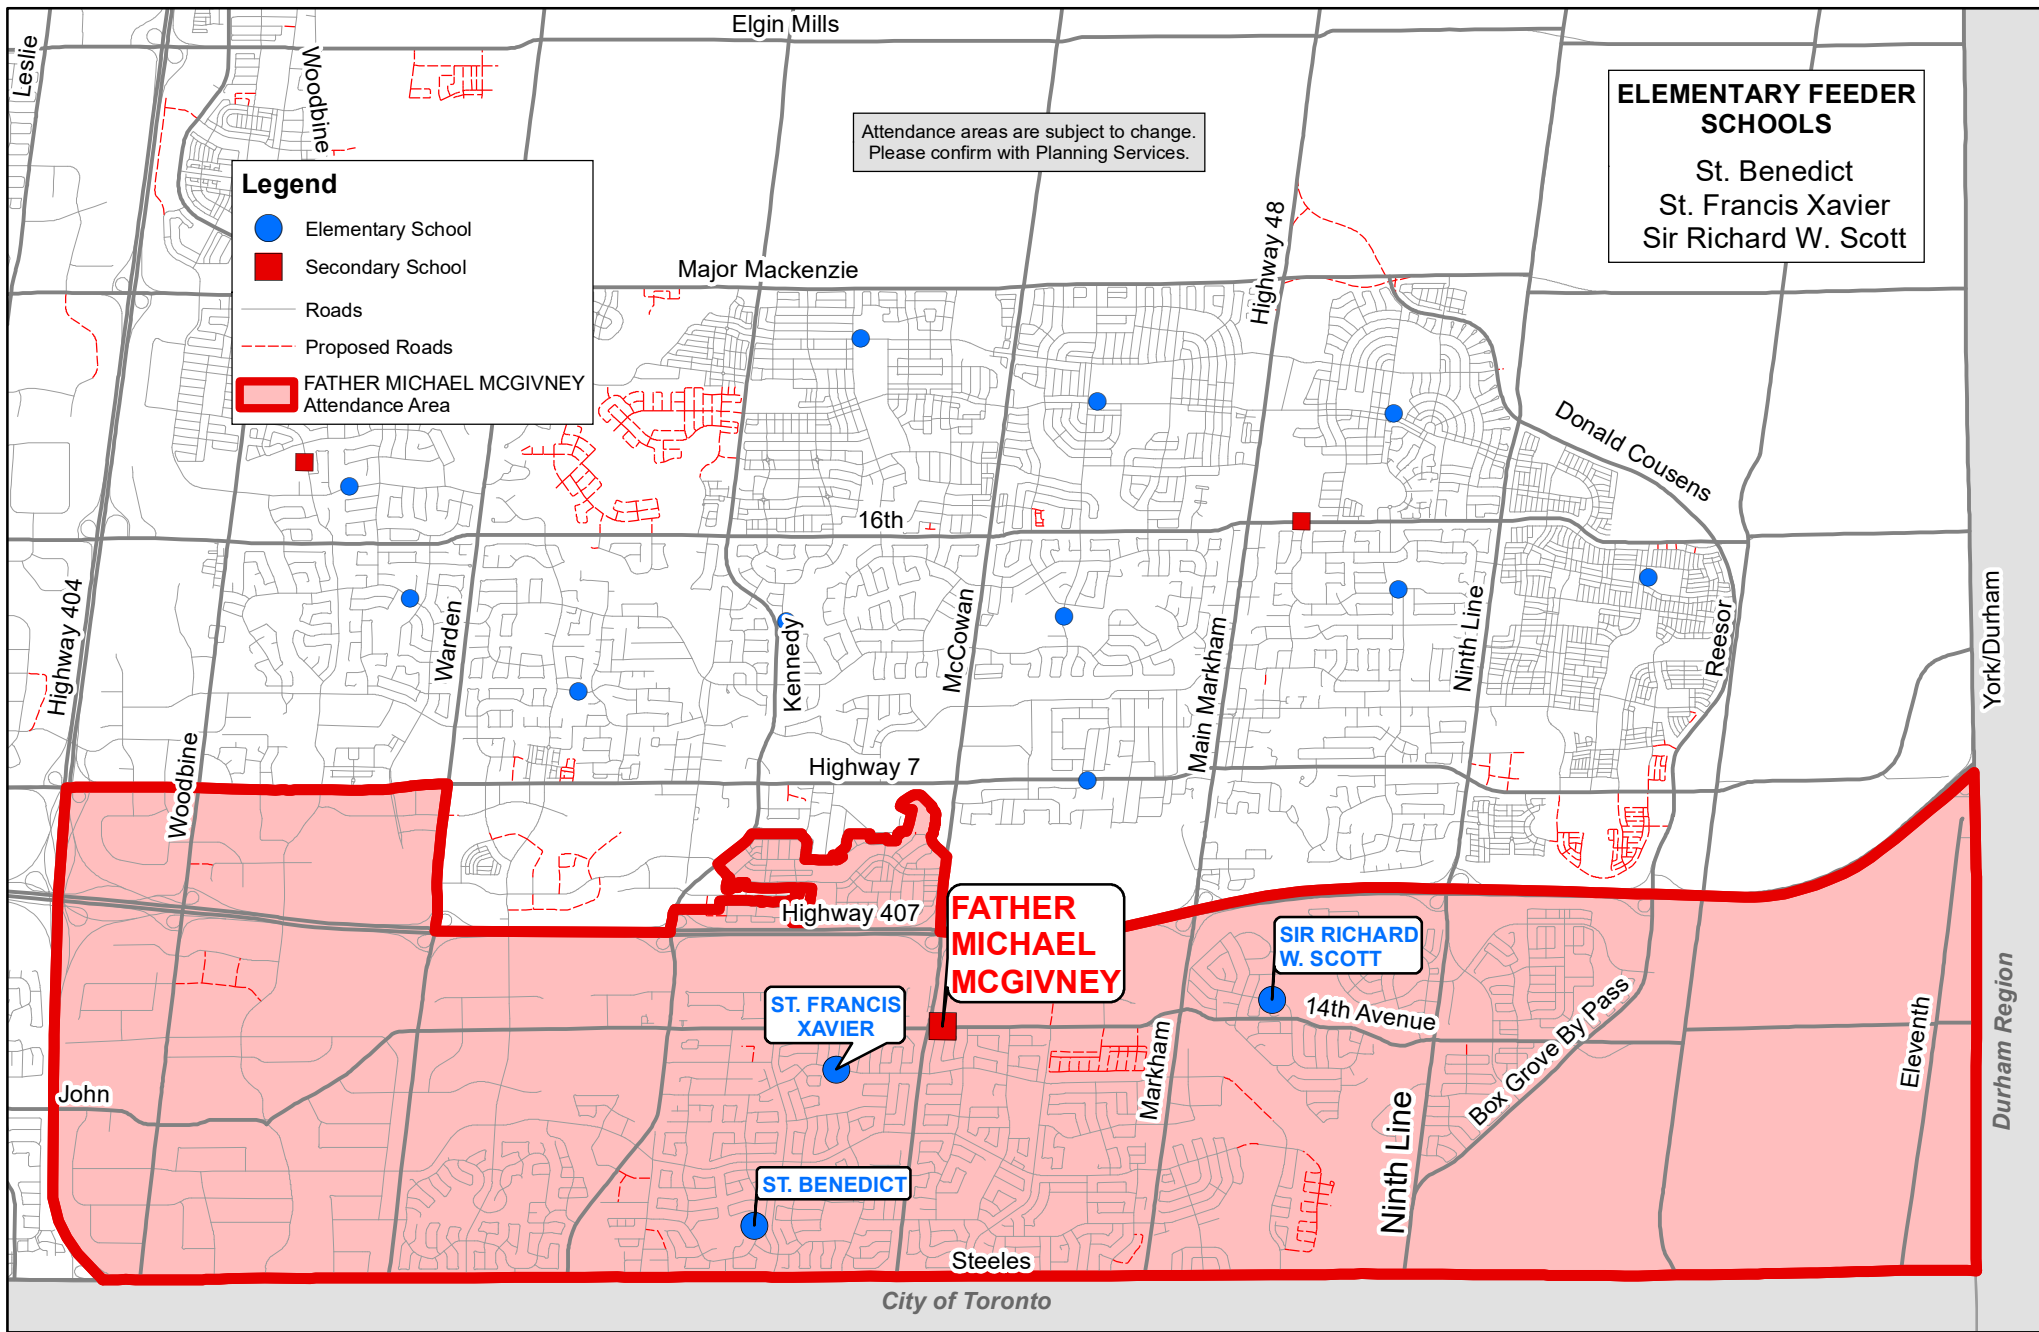 Elgin Mills
Leslie
Woodbine
ELEMENTARY FEEDER
SCHOOLS
St. Benedict
St. Francis Xavier
Sir Richard W. Scott
Attendance areas are subject to change.
Please confirm with Planning Services.
Legend
Elementary School
Secondary School
Roads
Proposed Roads
FATHER MICHAEL MCGIVNEY
Attendance Area
Major Mackenzie
Highway 48
Donald Cousens
16th
Highway 404
Warden
Kennedy
McCowan
Main Markham
Ninth Line
Reesor
York/Durham
Woodbine
Highway 7
Highway 407
FATHER
MICHAEL
MCGIVNEY
SIR RICHARD
W. SCOTT
ST. FRANCIS
XAVIER
14th Avenue
Box Grove By Pass
Markham
Eleventh
Durham Region
John
Ninth Line
ST. BENEDICT
Steeles
City of Toronto